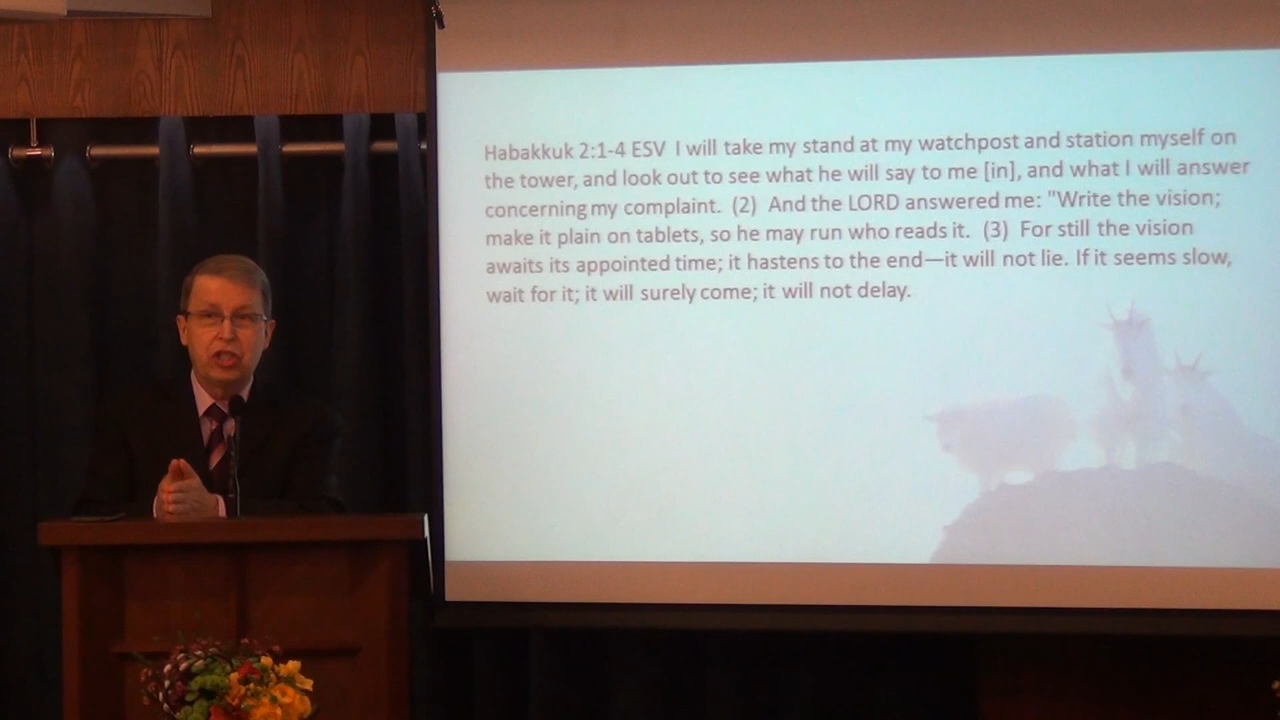 Habakkuk 2:1-4 ESV  I will take my stand at my watchpost and station myself on
the tower, and look out to see what he will say to me [in], and what I will answer
concerning my complaint.  (2)  And the LORD answered me: "Write the vision;
make it plain on tablets, so he may run who reads it.  (3)  For still the vision
awaits its appointed time; it hastens to the end—it will not lie. If it seems slow,
wait for it; it will surely come; it will not delay.